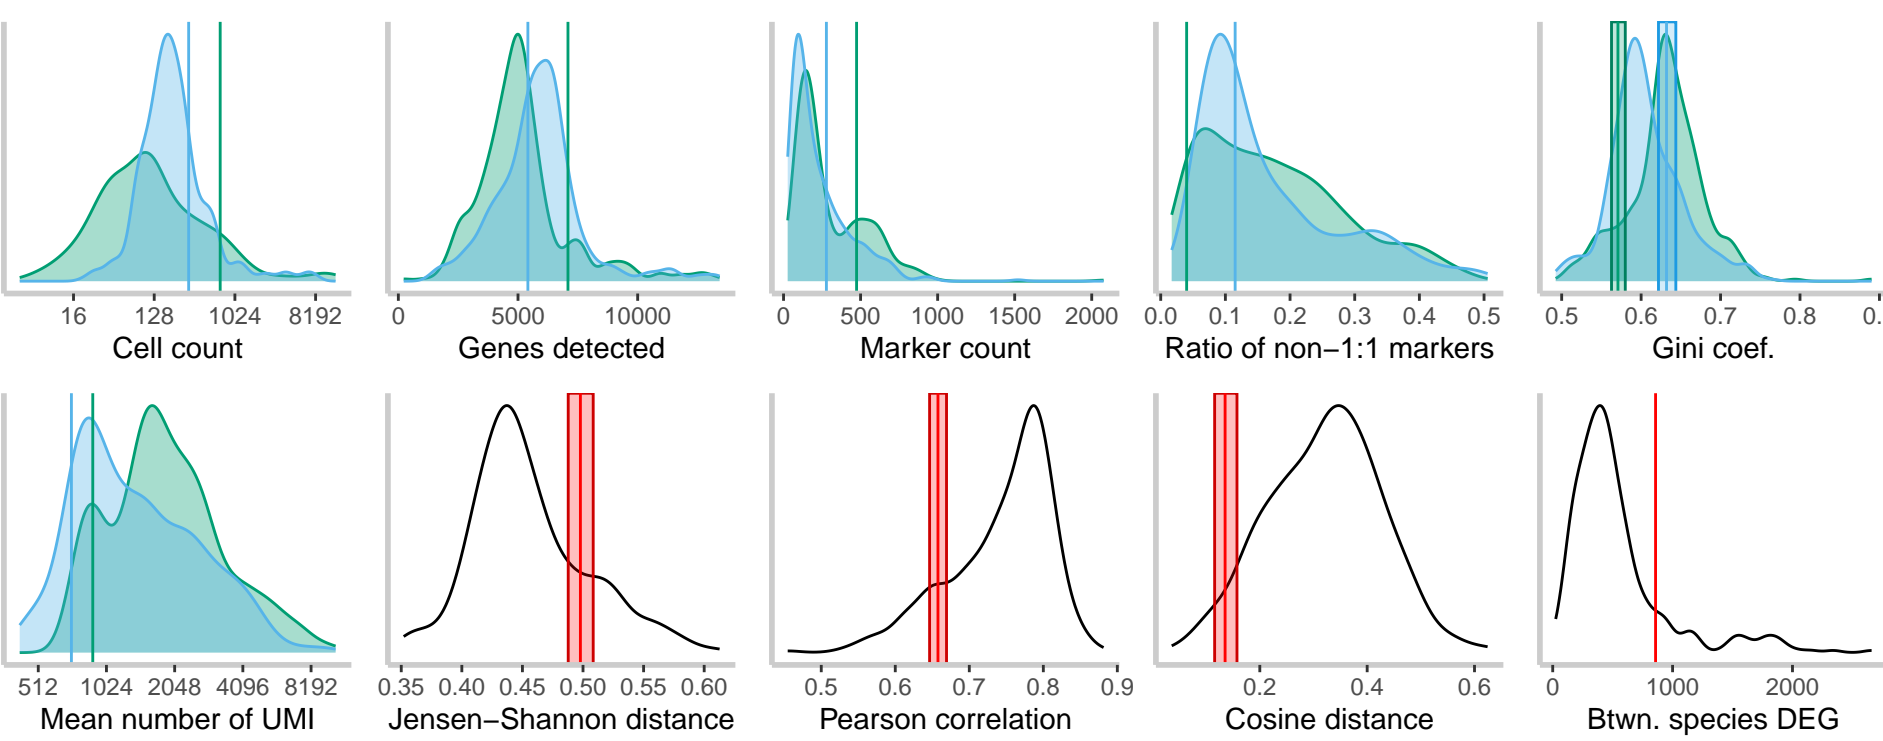 16 128 1024 8192
Cell count
0 5000 10000
Genes detected
0 500 1000 1500 2000
Marker count
0.0 0.1 0.2 0.3 0.4 0.5
Ratio of non−1:1 markers
0.5 0.6 0.7 0.8 0.
Gini coef.
512 1024 2048 4096 8192
Mean number of UMI
0.35 0.40 0.45 0.50 0.55 0.60
Jensen−Shannon distance
0.5 0.6 0.7 0.8 0.9
Pearson correlation
0.2 0.4 0.6
Cosine distance
0 1000 2000
Btwn. species DEG